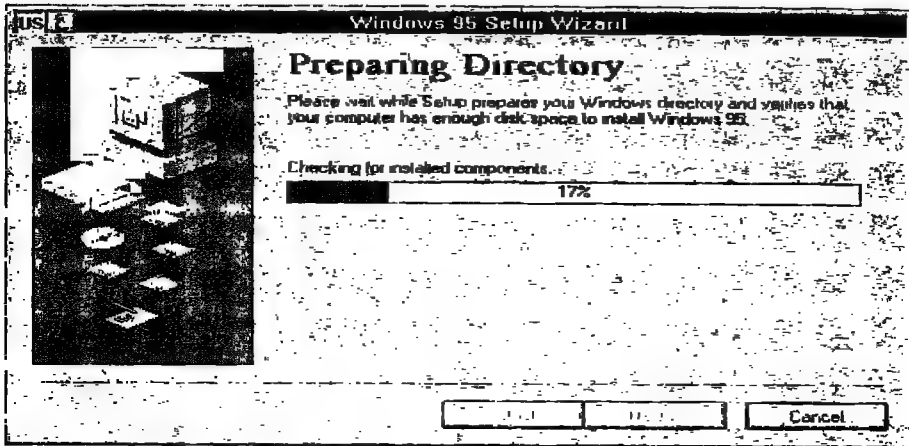 US
Windows 95 Setup Wizard
Preparing Directory
Please wait while Setup prepares your Windows directory and verifies that
your computer has enough disk space to install Windows 95.
Checking for installed components...
17%
Cancel